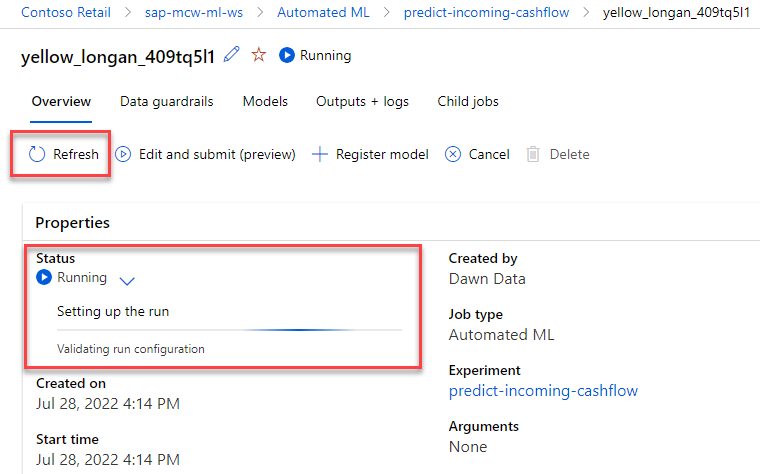 Contoso Retail > sap-mcw-ml-ws > Automated ML > predict-incoming-cashflow > yellow_longan_409tq5l1
yellow_longan_409tq5l1 Running
Overview Data guardrails Models Outputs + logs Child jobs
Refresh Edit and submit (preview) Register model Cancel Delete
Properties
Status
Running
Setting up the run
Validating run configuration
Created on
Jul 28, 2022 4:14 PM
Start time
Jul 28, 2022 4:14 PM
Created by
Dawn Data
Job type
Automated ML
Experiment
predict-incoming-cashflow
Arguments
None